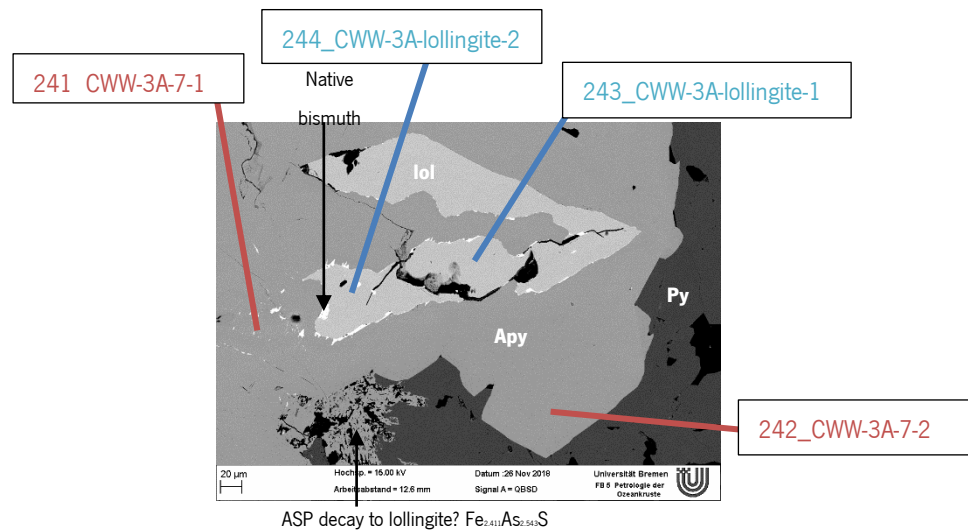 244_CWW-3A-lollingite-2
241 CWW-3A-7-1
Native
bismuth
243_CWW-3A-lollingite-1
lol
Py
Apy
242_CWW-3A-7-2
20 µm
Hochsp. = 15.00 kV
Datum :26 Nov 2018
Universität Bremen
Arbeitsabstand = 12.6 mm
Signal A = QBSD
FB 5 Petrologie der
Ozeankruste
ASP decay to lollingite? Fe₂.₄₁₁As₂.₅₄₃S